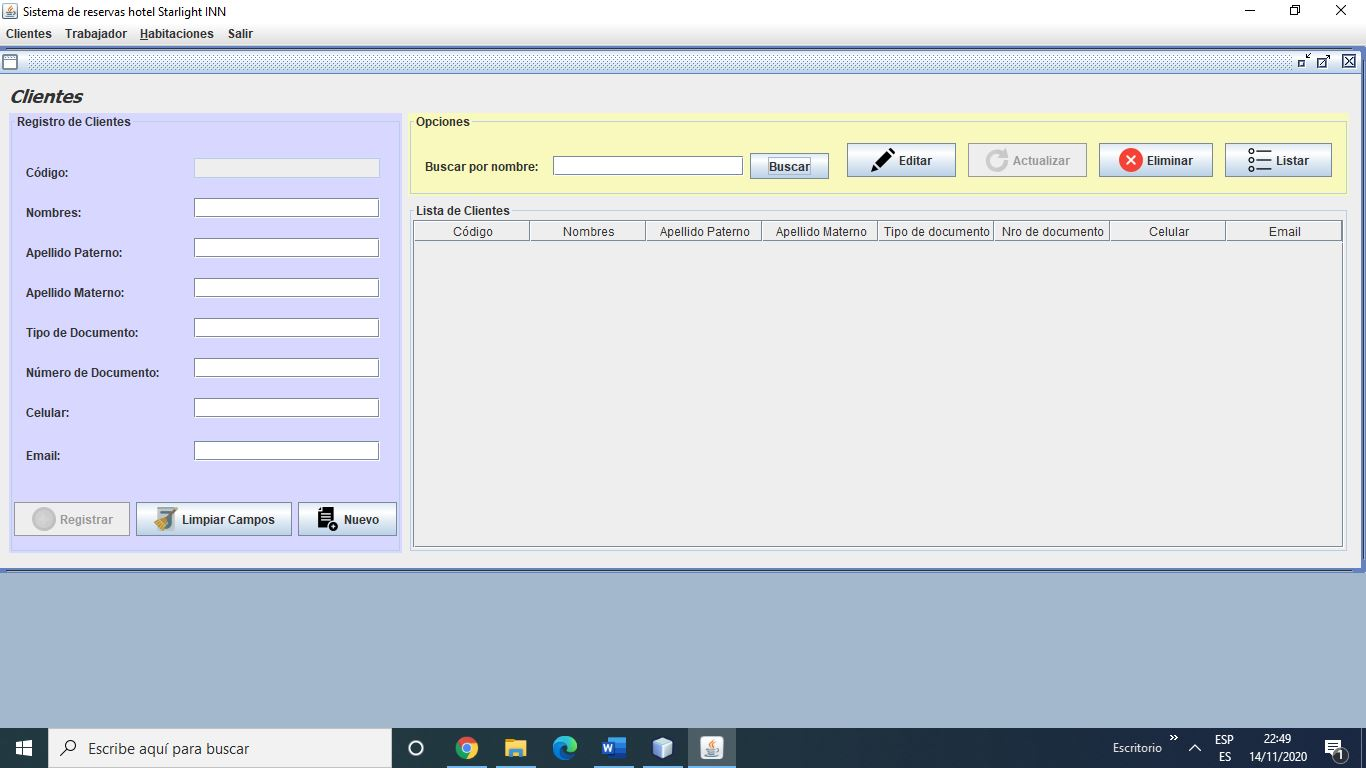 Sistema de reservas hotel Starlight INN
Clientes Trabajador Habitaciones Salir
Clientes
Registro de Clientes
Código:
Nombres:
Apellido Paterno:
Apellido Materno:
Tipo de Documento:
Número de Documento:
Celular:
Email:
Registrar Limpiar Campos Nuevo
Opciones
Buscar por nombre: Buscar Editar Actualizar Eliminar Listar
Lista de Clientes
Código Nombres Apellido Paterno Apellido Materno Tipo de documento Nro de documento Celular Email
Escribe aquí para buscar
Escritorio
ESP
ES
22:49
14/11/2020
1